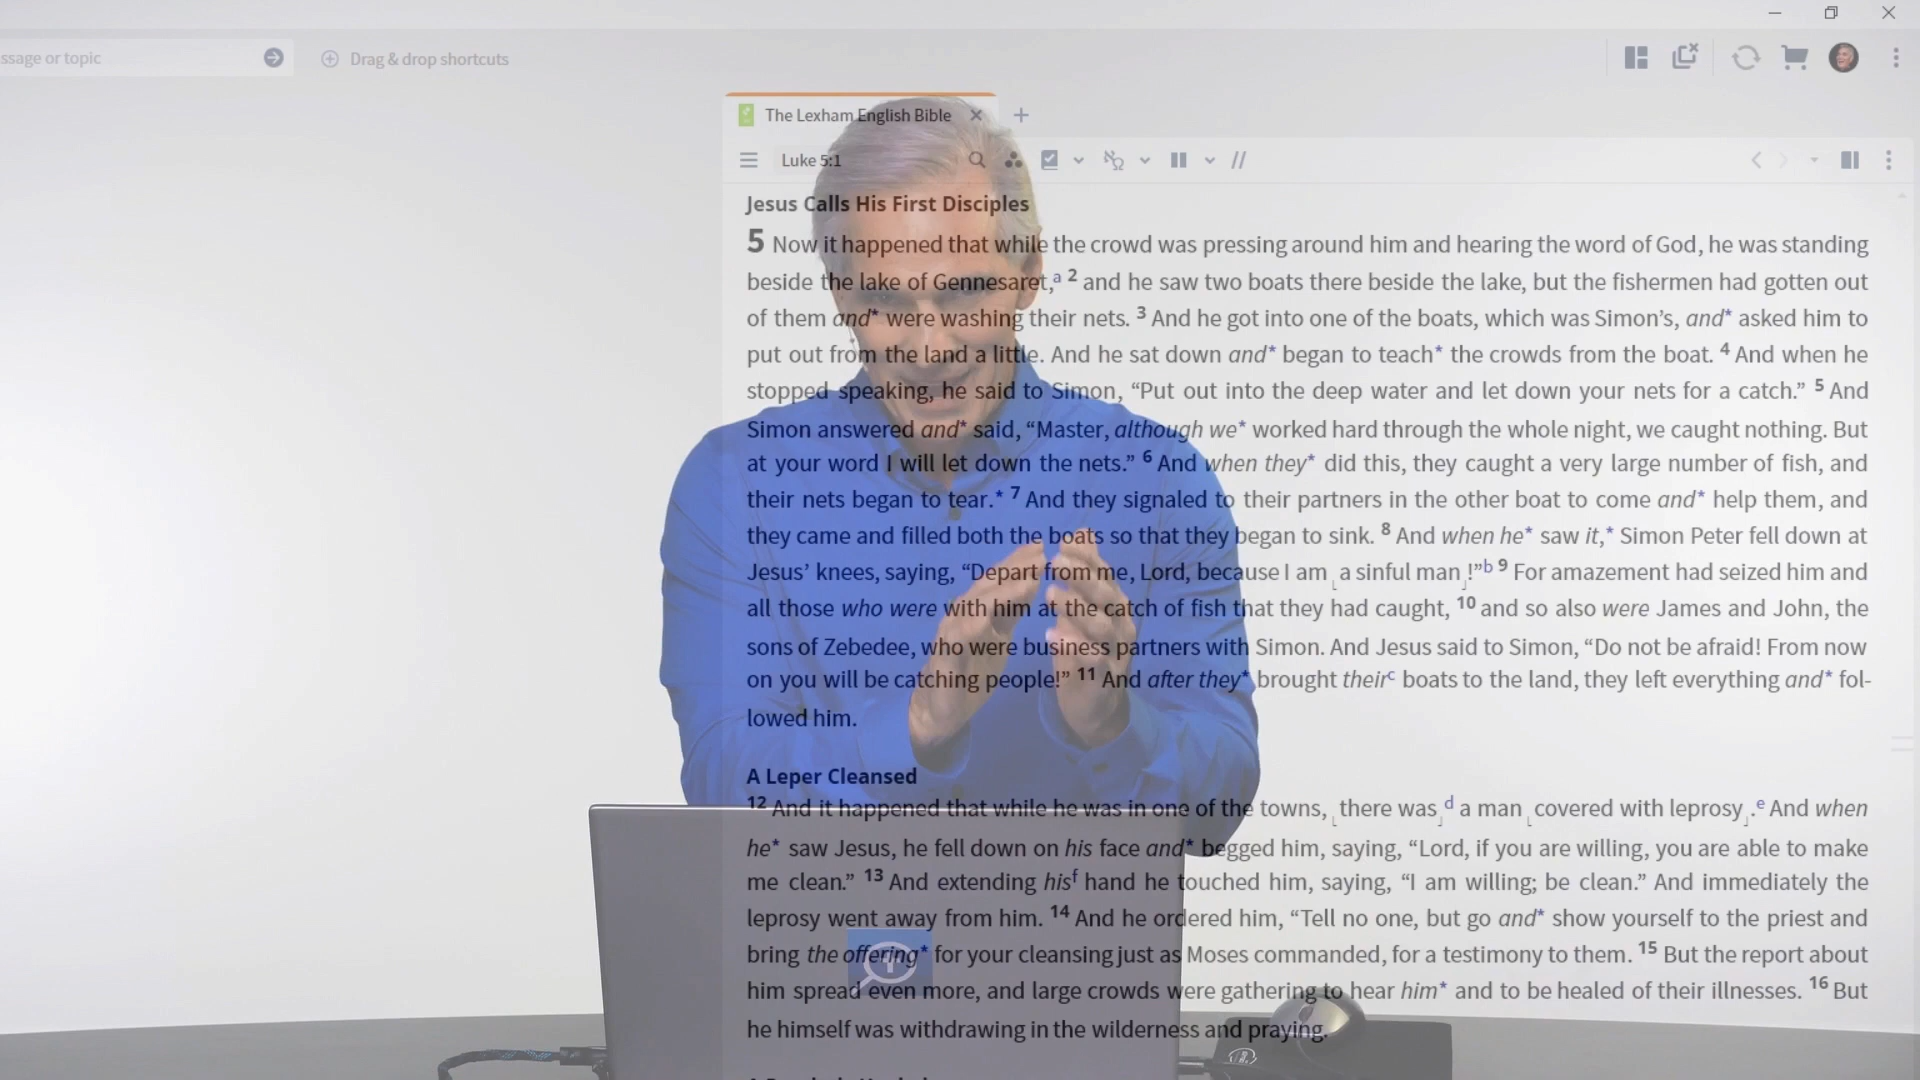 ssage or topic
Drag & drop shortcuts
The Lexham English Bible
Luke 5:1
Jesus Calls His First Disciples
5 Now it happened that while the crowd was pressing around him and hearing the word of God, he was standing
beside the lake of Gennesaret,a 2 and he saw two boats there beside the lake, but the fishermen had gotten out
of them and* were washing their nets. 3 And he got into one of the boats, which was Simon’s, and* asked him to
put out from the land a little. And he sat down and* began to teach* the crowds from the boat. 4 And when he
stopped speaking, he said to Simon, “Put out into the deep water and let down your nets for a catch.” 5 And
Simon answered and* said, “Master, although we* worked hard through the whole night, we caught nothing. But
at your word I will let down the nets.” 6 And when they* did this, they caught a very large number of fish, and
their nets began to tear.* 7 And they signaled to their partners in the other boat to come and* help them, and
they came and filled both the boats so that they began to sink. 8 And when he* saw it,* Simon Peter fell down at
Jesus’ knees, saying, “Depart from me, Lord, because I am ⌊a sinful man⌋!”b 9 For amazement had seized him and
all those who were with him at the catch of fish that they had caught, 10 and so also were James and John, the
sons of Zebedee, who were business partners with Simon. And Jesus said to Simon, “Do not be afraid! From now
on you will be catching people!” 11 And after they* brought theirc boats to the land, they left everything and* fol-
lowed him.
A Leper Cleansed
12 And it happened that while he was in one of the towns, ⌊there was⌋d a man ⌊covered with leprosy⌋.e And when
he* saw Jesus, he fell down on his face and* begged him, saying, “Lord, if you are willing, you are able to make
me clean.” 13 And extending hisf hand he touched him, saying, “I am willing; be clean.” And immediately the
leprosy went away from him. 14 And he ordered him, “Tell no one, but go and* show yourself to the priest and
bring the offering* for your cleansing just as Moses commanded, for a testimony to them. 15 But the report about
him spread even more, and large crowds were gathering to hear him* and to be healed of their illnesses. 16 But
he himself was withdrawing in the wilderness and praying.